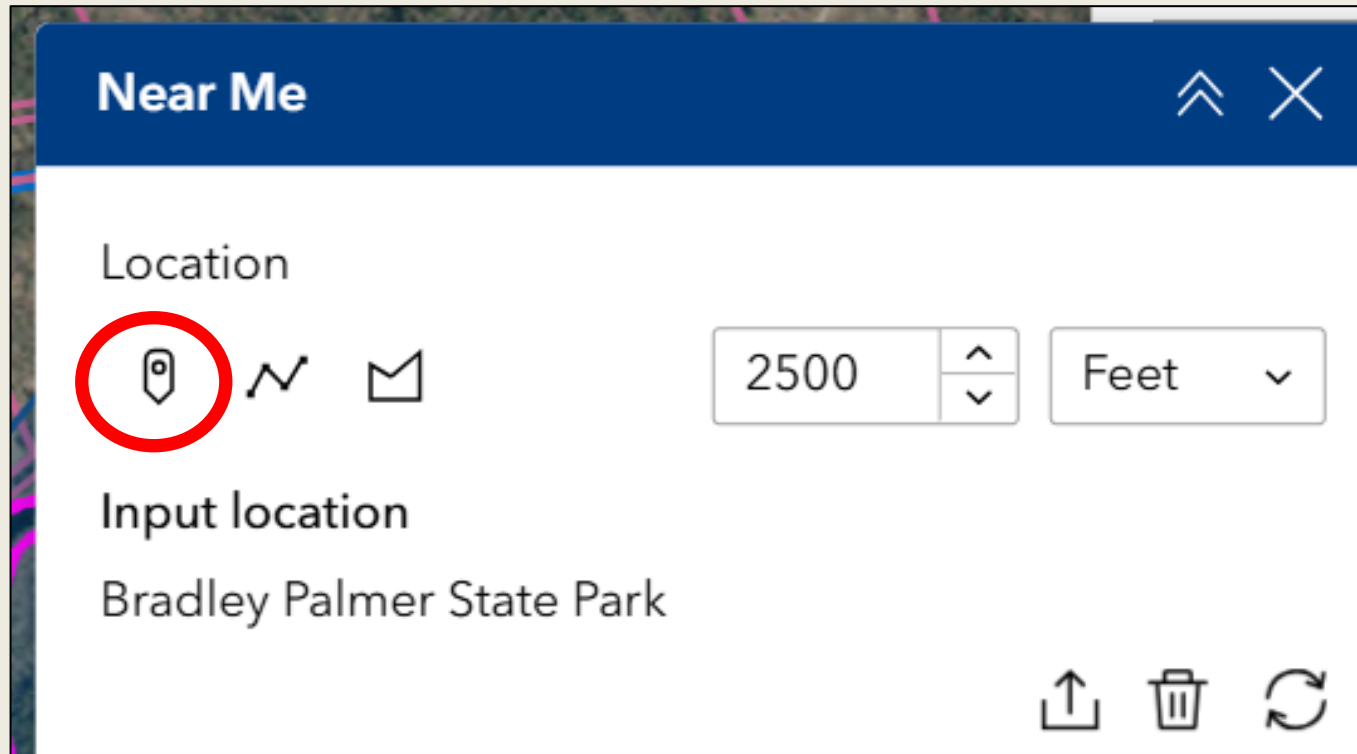 Near Me
Location
2500 Feet
Input location
Bradley Palmer State Park